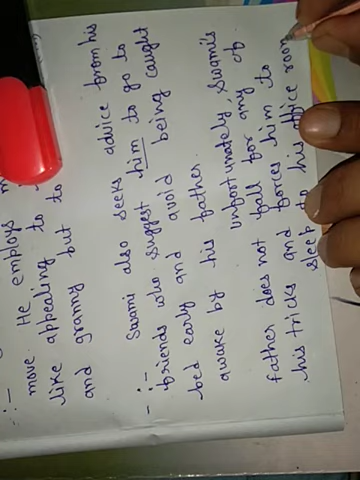 move. He employs
like appealing to
and granny but to
Swami also seeks advice from his
friends who suggest him to go to
bed early and avoid being caught
awake by his father.
Unfortunately, Swami's
father does not fall for any of
his tricks and forces him to
sleep to his office room